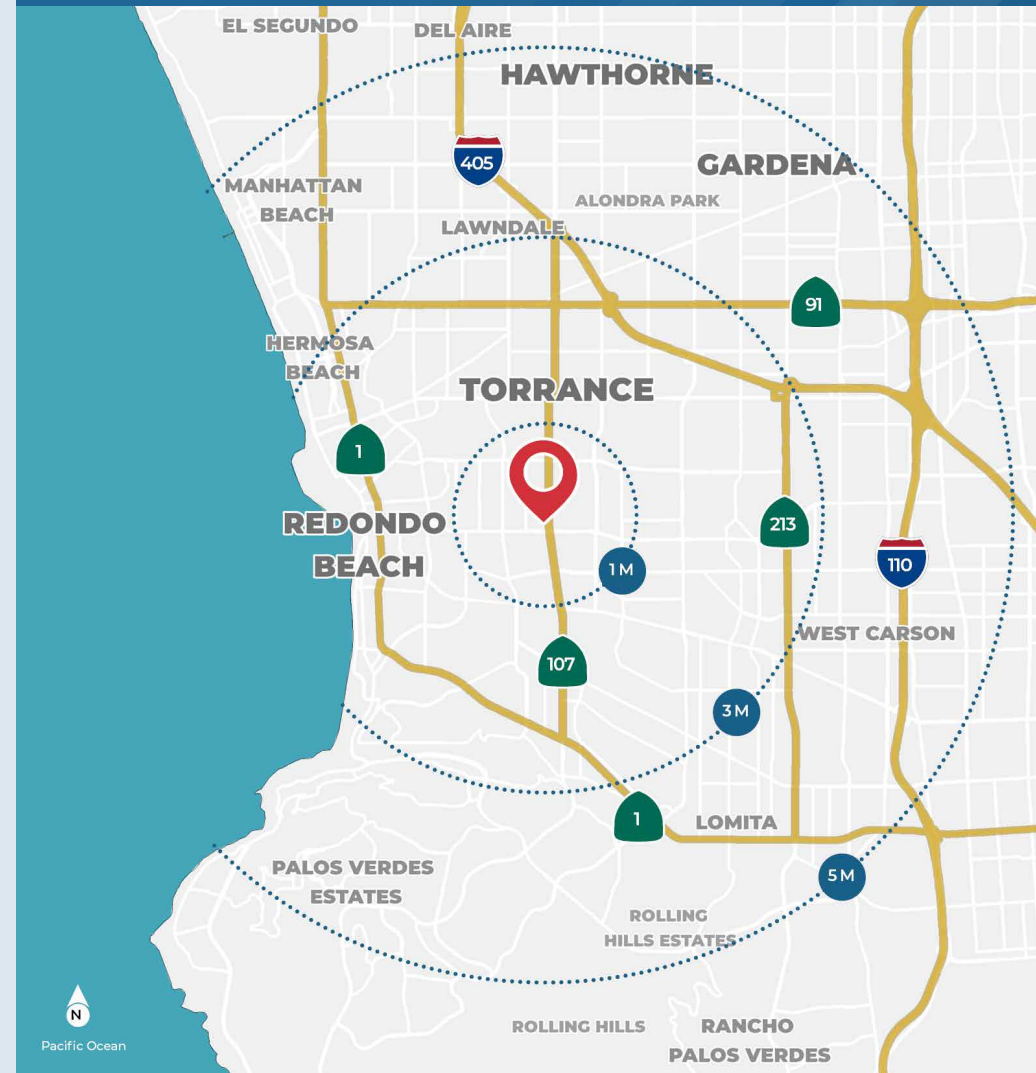 EL SEGUNDO
DEL AIRE
HAWTHORNE
405
GARDENA
MANHATTAN
BEACH
ALONDRA PARK
LAWNDALE
91
HERMOSA
BEACH
TORRANCE
1
REDONDO
BEACH
213
110
1 M
WEST CARSON
107
3 M
1
LOMITA
PALOS VERDES
ESTATES
5 M
ROLLING
HILLS ESTATES
N
Pacific Ocean
ROLLING HILLS
RANCHO
PALOS VERDES